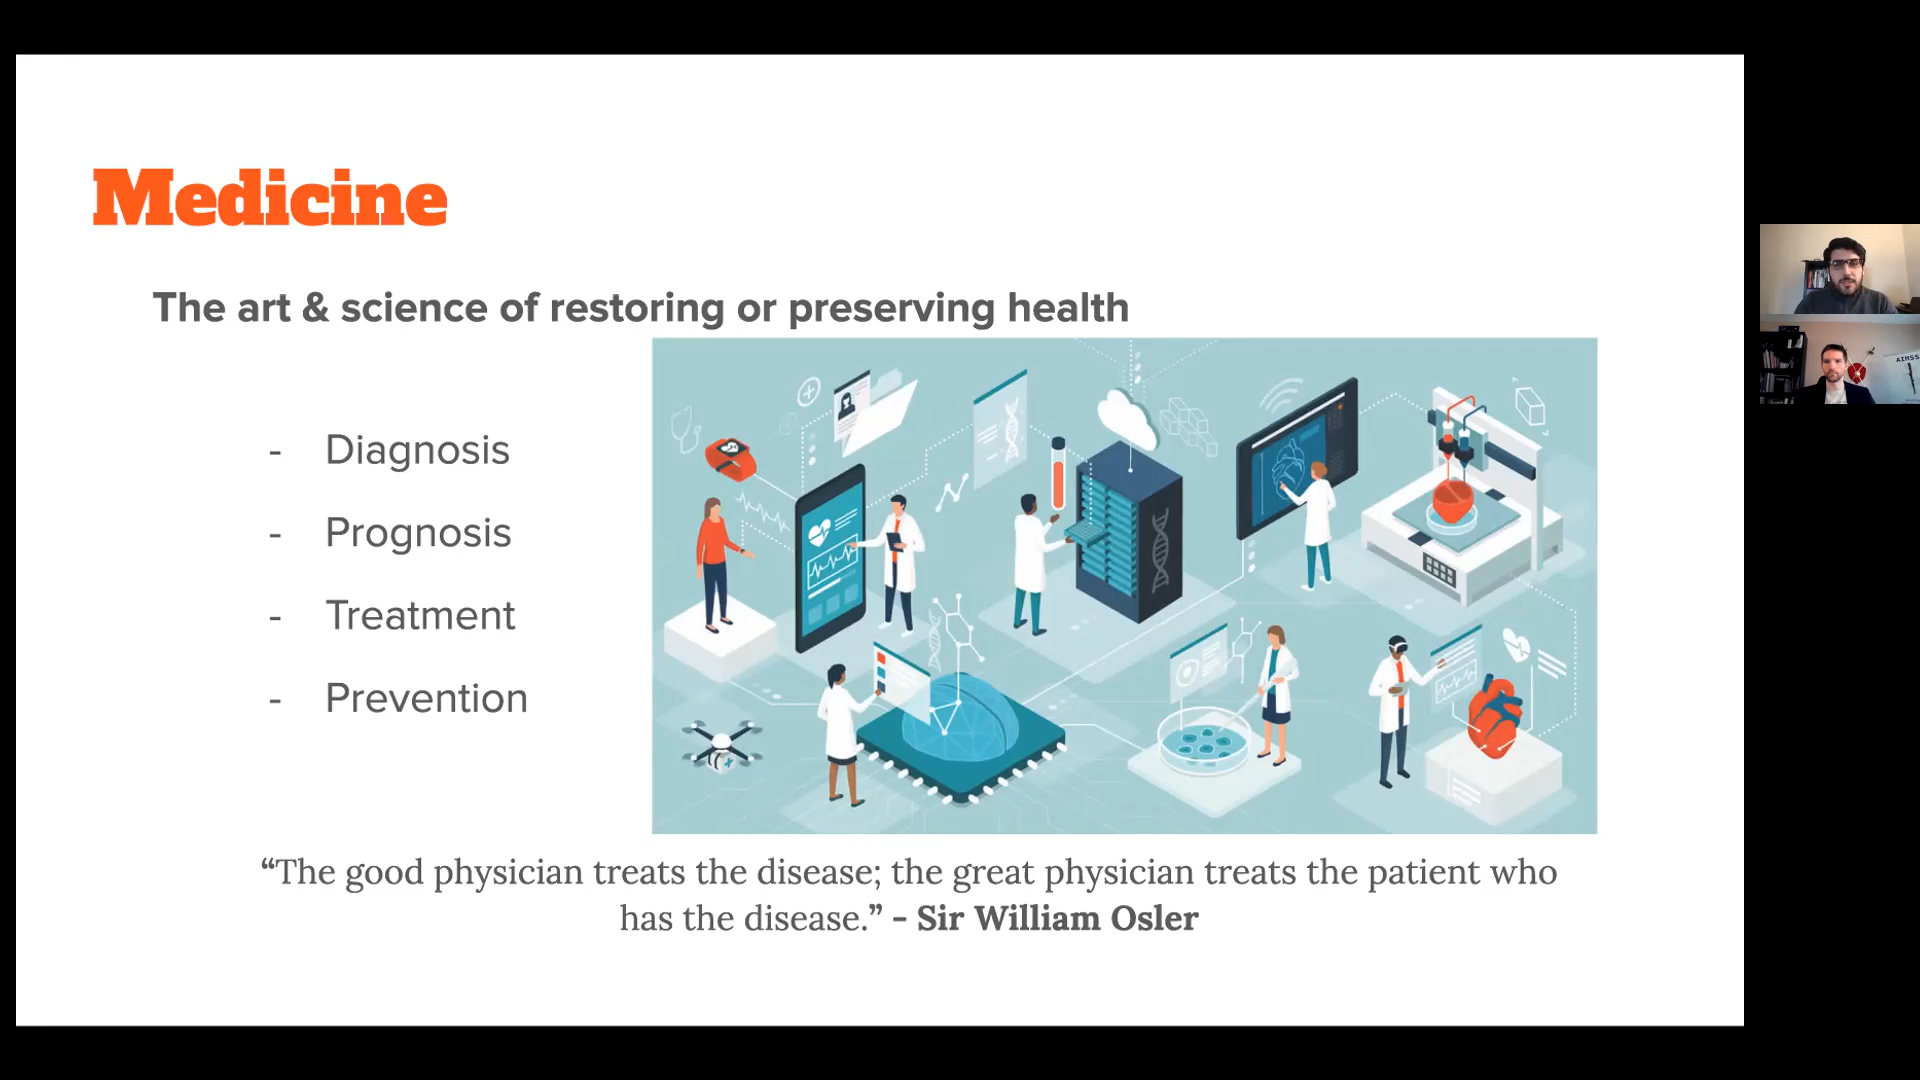 Medicine
The art & science of restoring or preserving health
- Diagnosis
- Prognosis
- Treatment
- Prevention
“The good physician treats the disease; the great physician treats the patient who
has the disease.” - Sir William Osler
AIMSS